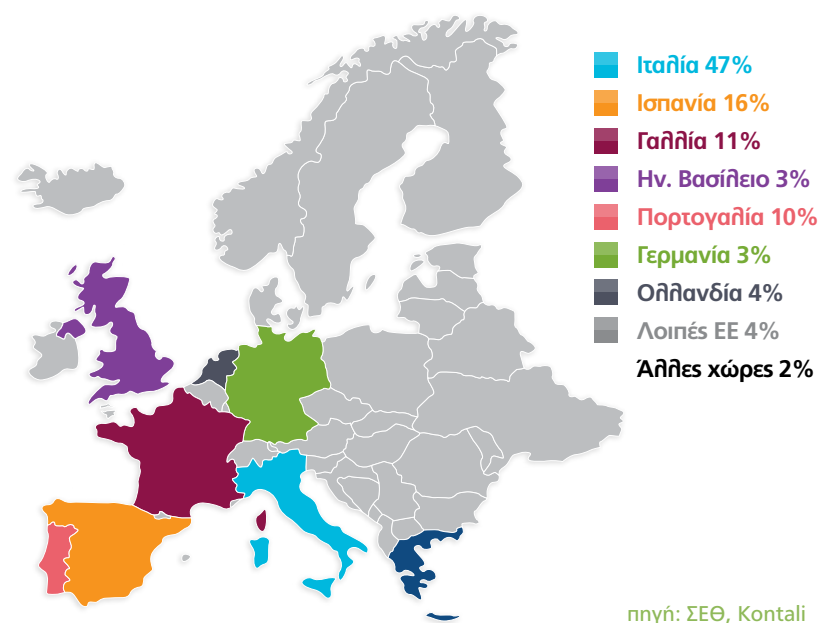 Ιταλία 47%
Ισπανία 16%
Γαλλία 11%
Ην. Βασίλειο 3%
Πορτογαλία 10%
Γερμανία 3%
Ολλανδία 4%
Λοιπές ΕΕ 4%
Άλλες χώρες 2%
πηγή: ΣΕΘ, Kontali